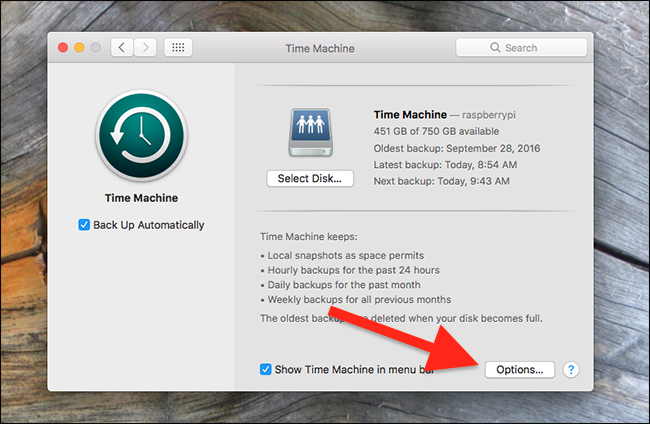 Time Machine
Search
Time Machine
Back Up Automatically
Time Machine — raspberrypi
451 GB of 750 GB available
Oldest backup: September 28, 2016
Latest backup: Today, 8:54 AM
Next backup: Today, 9:43 AM
Select Disk...
Time Machine keeps:
• Local snapshots as space permits
• Hourly backups for the past 24 hours
• Daily backups for the past month
• Weekly backups for all previous months
The oldest backups are deleted when your disk becomes full.
Show Time Machine in menu bar
Options...
?